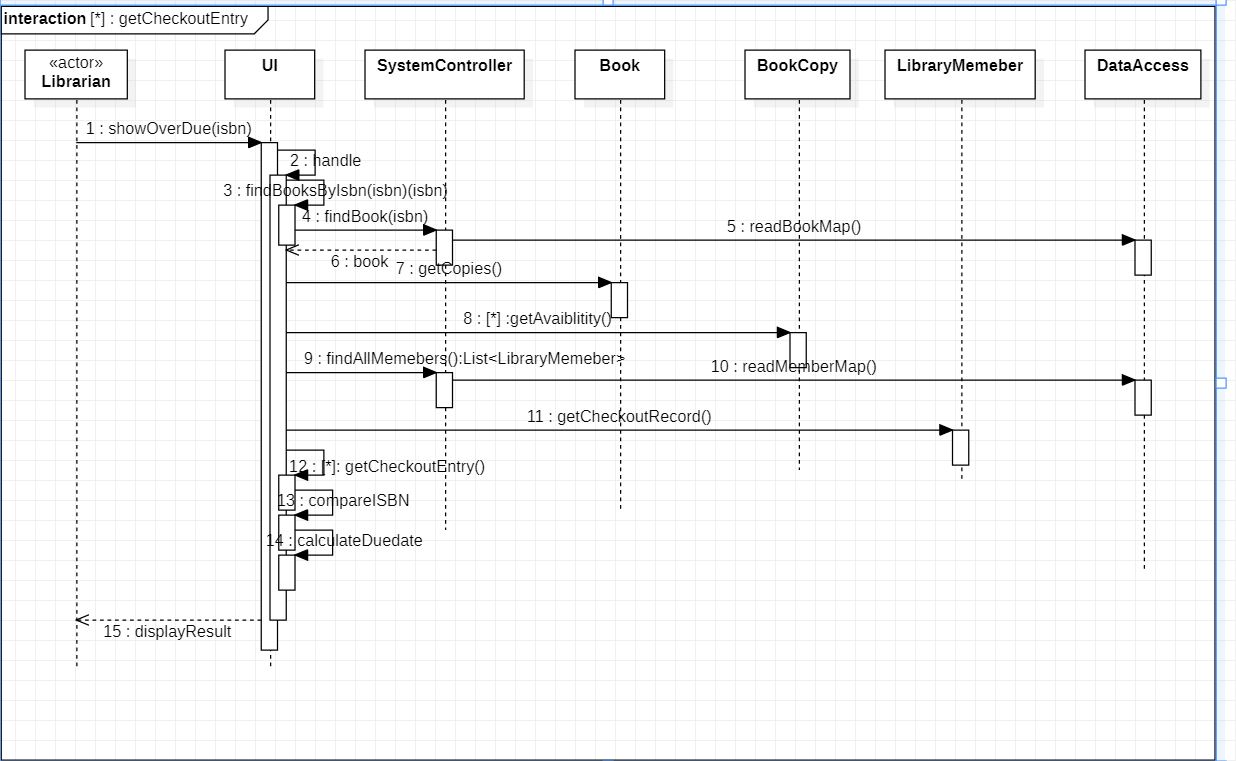 interaction [*] : getCheckoutEntry
«actor»
Librarian
UI
SystemController
Book
BookCopy
LibraryMemeber
DataAccess
1 : showOverDue(isbn)
2 : handle
3 : findBooksByIsbn(isbn)(isbn)
4 : findBook(isbn)
5 : readBookMap()
6 : book
7 : getCopies()
8 : [*] :getAvaiblitity()
9 : findAllMemebers():List<LibraryMemeber>
10 : readMemberMap()
11 : getCheckoutRecord()
12 : [*]: getCheckoutEntry()
13 : compareISBN
14 : calculateDuedate
15 : displayResult